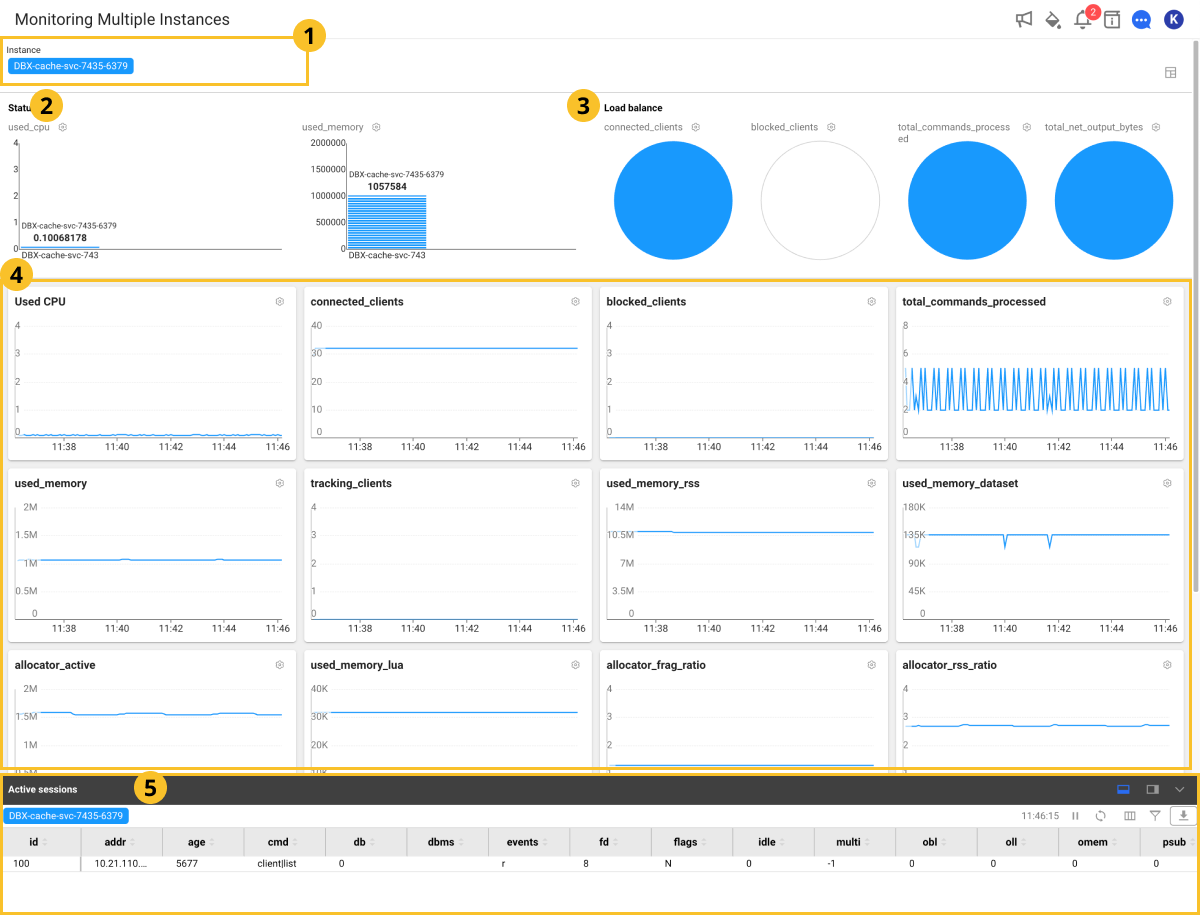 Monitoring Multiple Instances
2
K
1
Instance
DBX-cache-svc-7435-6379
2
3
Statu
Load balance
used_cpu
used_memory
connected_clients
blocked_clients
total_commands_process
ed
total_net_output_bytes
4
3
2
1
0
DBX-cache-svc-7435-6379
0.10068178
DBX-cache-svc-743
2000000
1500000
1000000
500000
0
DBX-cache-svc-7435-6379
1057584
DBX-cache-svc-743
4
Used CPU
4
3
2
1
0
11:38 11:40 11:42 11:44 11:46
connected_clients
40
30
20
10
0
11:38 11:40 11:42 11:44 11:46
blocked_clients
4
3
2
1
0
11:38 11:40 11:42 11:44 11:46
total_commands_processed
8
6
4
2
0
11:38 11:40 11:42 11:44 11:46
used_memory
2M
1.5M
1M
0.5M
0
11:38 11:40 11:42 11:44 11:46
tracking_clients
4
3
2
1
0
11:38 11:40 11:42 11:44 11:46
used_memory_rss
14M
10.5M
7M
3.5M
0
11:38 11:40 11:42 11:44 11:46
used_memory_dataset
180K
135K
90K
45K
0
11:38 11:40 11:42 11:44 11:46
allocator_active
2M
1.5M
1M
0.5M
used_memory_lua
40K
30K
20K
10K
allocator_frag_ratio
4
3
2
allocator_rss_ratio
4
3
2
5
Active sessions
DBX-cache-svc-7435-6379
11:46:15
id addr age cmd db dbms events fd flags idle multi obl oll omem psub
100 10.21.110.... 5677 client|list 0 r 8 N 0 -1 0 0 0 0